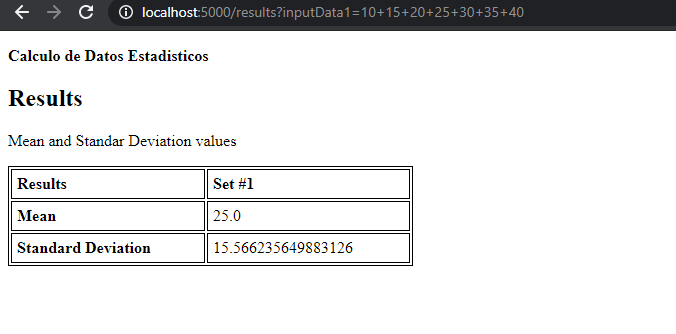 localhost:5000/results?inputData1=10+15+20+25+30+35+40
Calculo de Datos Estadisticos
Results
Mean and Standar Deviation values
Results Set #1
Mean 25.0
Standard Deviation 15.566235649883126